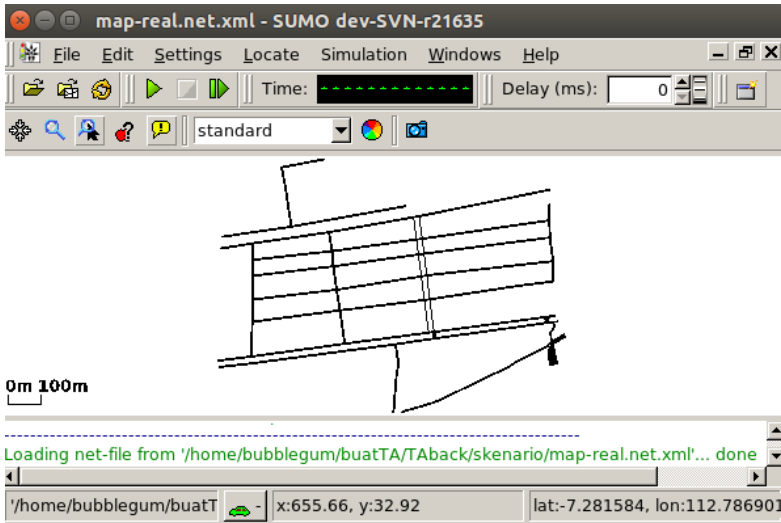 map-real.net.xml - SUMO dev-SVN-r21635
File Edit Settings Locate Simulation Windows Help
Time: Delay (ms): 0
standard
0m 100m
Loading net-file from '/home/bubblegum/buatTA/TAback/skenario/map-real.net.xml'... done
'/home/bubblegum/buatT - x:655.66, y:32.92 lat:-7.281584, lon:112.786901